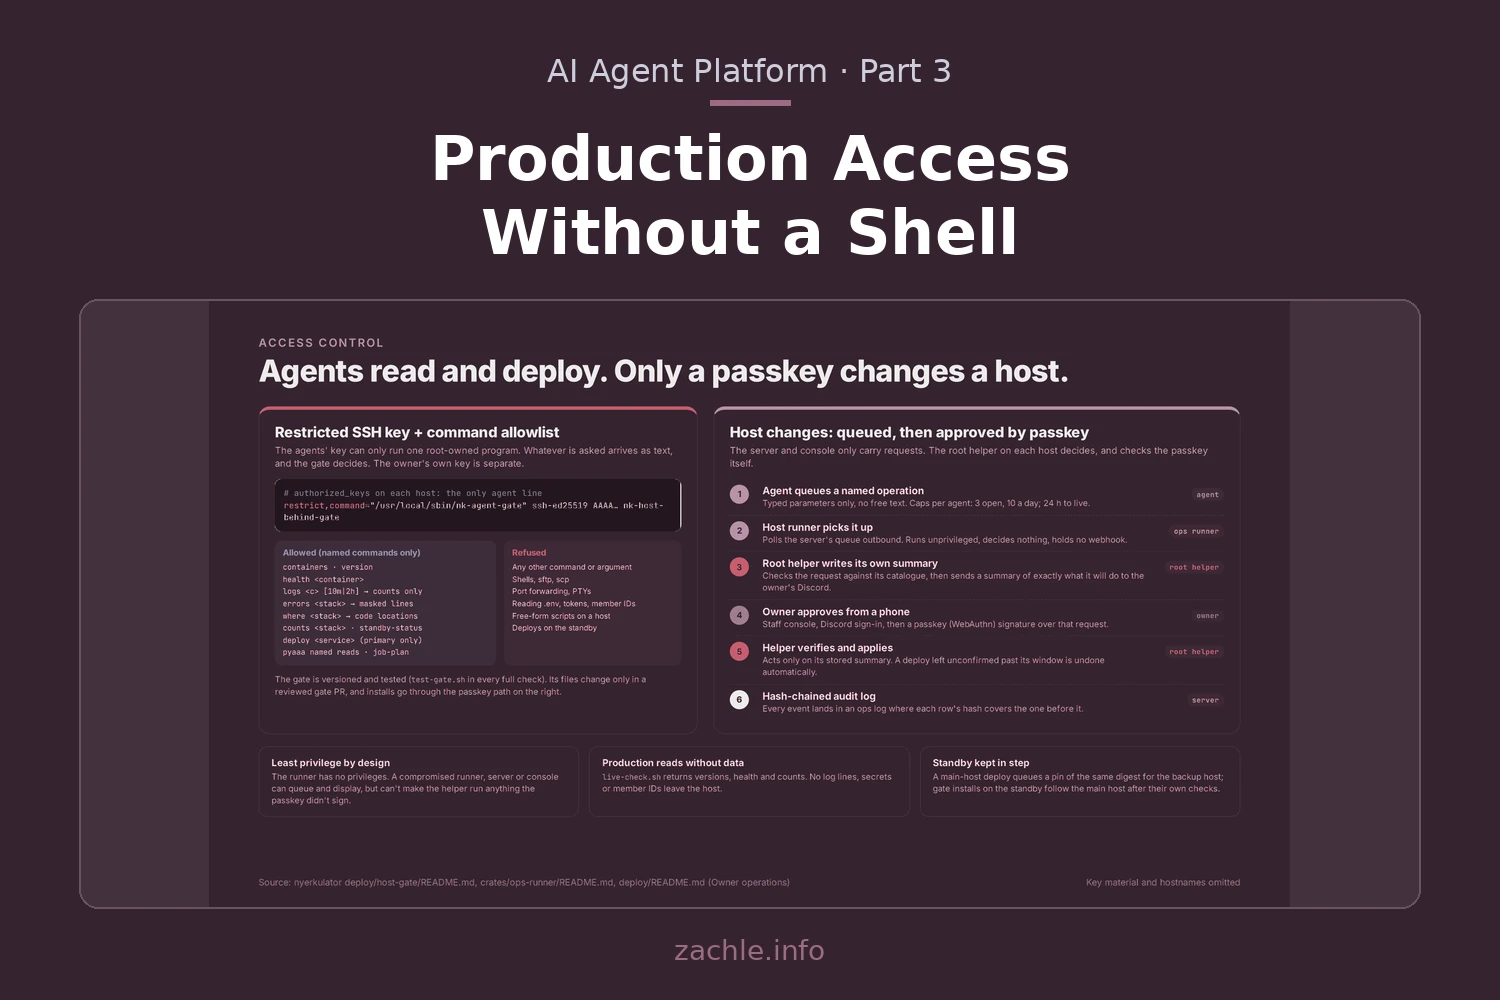 AI Agent Platform · Part 3
Production Access
Without a Shell
ACCESS CONTROL
Agents read and deploy. Only a passkey changes a host.
Restricted SSH key + command allowlist
The agents' key can only run one root-owned program. Whatever is asked arrives as text,
and the gate decides. The owner's own key is separate.
# authorized_keys on each host: the only agent line
restrict,command="/usr/local/sbin/nk-agent-gate" ssh-ed25519 AAAA… nk-host-
behind-gate
Allowed (named commands only)
containers · version
health <container>
logs <c> [10m|2h] → counts only
errors <stack> → masked lines
where <stack> → code locations
counts <stack> · standby-status
deploy <service> (primary only)
pyaaa named reads · job-plan
Refused
Any other command or argument
Shells, sftp, scp
Port forwarding, PTYs
Reading .env, tokens, member IDs
Free-form scripts on a host
Deploys on the standby
The gate is versioned and tested (test-gate.sh in every full check). Its files change only in a
reviewed gate PR, and installs go through the passkey path on the right.
Host changes: queued, then approved by passkey
The server and console only carry requests. The root helper on each host decides, and checks the passkey
itself.
1 Agent queues a named operation agent
Typed parameters only, no free text. Caps per agent: 3 open, 10 a day; 24 h to live.
2 Host runner picks it up ops runner
Polls the server's queue outbound. Runs unprivileged, decides nothing, holds no webhook.
3 Root helper writes its own summary root helper
Checks the request against its catalogue, then sends a summary of exactly what it will do to the
owner's Discord.
4 Owner approves from a phone owner
Staff console, Discord sign-in, then a passkey (WebAuthn) signature over that request.
5 Helper verifies and applies root helper
Acts only on its stored summary. A deploy left unconfirmed past its window is undone
automatically.
6 Hash-chained audit log server
Every event lands in an ops log where each row's hash covers the one before it.
Least privilege by design
The runner has no privileges. A compromised runner, server or console
can queue and display, but can't make the helper run anything the
passkey didn't sign.
Production reads without data
live-check.sh returns versions, health and counts. No log lines, secrets
or member IDs leave the host.
Standby kept in step
A main-host deploy queues a pin of the same digest for the backup host;
gate installs on the standby follow the main host after their own checks.
Source: nyerkulator deploy/host-gate/README.md, crates/ops-runner/README.md, deploy/README.md (Owner operations)
Key material and hostnames omitted
zachle.info